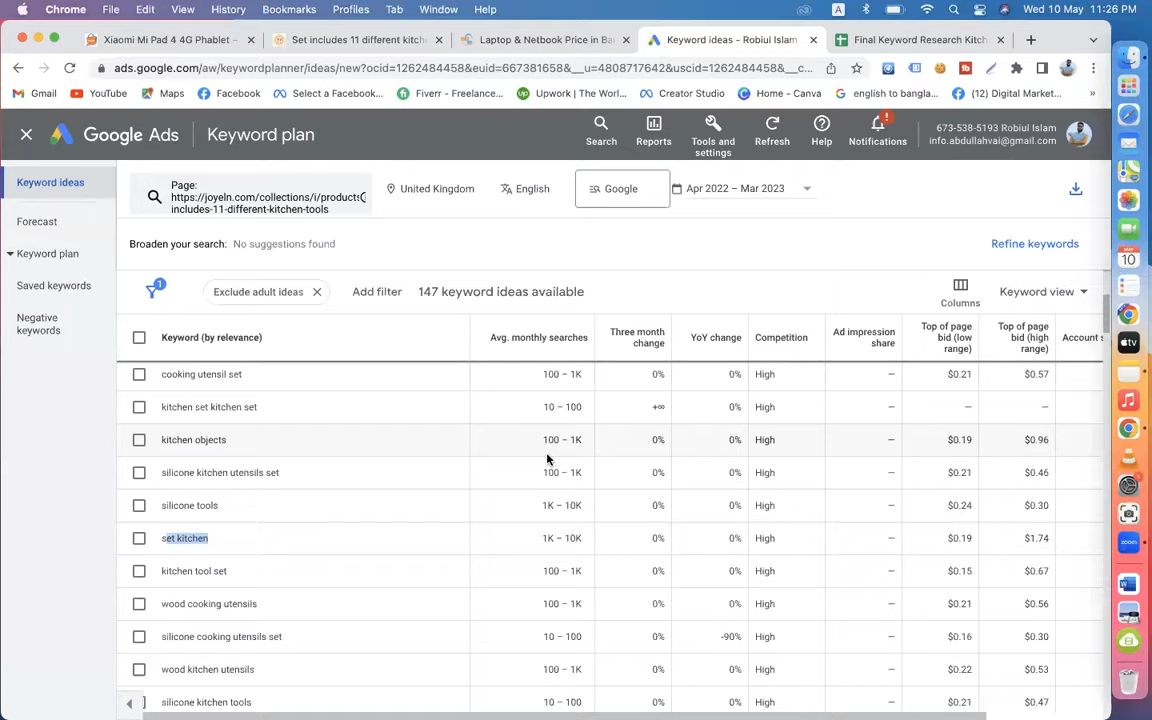 Chrome File Edit View History Bookmarks Profiles Tab Window Help A Wed 10 May 11:26 PM
Xiaomi Mi Pad 4 4G Phablet – Set includes 11 different kitch Laptop & Netbook Price in Ba Keyword ideas - Robiul Islam Final Keyword Research Kitch
ads.google.com/aw/keywordplanner/ideas/new?ocid=1262484458&euid=667381658&__u=4808717642&uscid=1262484458&__c...
Gmail YouTube Maps Facebook Select a Facebook... Fiverr - Freelance... Upwork | The Worl... Creator Studio Home - Canva english to bangla... (12) Digital Market... »
Google Ads Keyword plan
Search Reports Tools and settings Refresh Help Notifications
673-538-5193 Robiul Islam
info.abdullahvai@gmail.com
Keyword ideas
Forecast
Keyword plan
Saved keywords
Negative
keywords
Page:
https://joyeln.com/collections/i/products
includes-11-different-kitchen-tools
United Kingdom English Google Apr 2022 – Mar 2023
Broaden your search: No suggestions found Refine keywords
1 Exclude adult ideas Add filter 147 keyword ideas available Columns Keyword view
Keyword (by relevance) Avg. monthly searches Three month change YoY change Competition Ad impression share Top of page bid (low range) Top of page bid (high range) Account s
cooking utensil set 100 – 1K 0% 0% High — $0.21 $0.57
kitchen set kitchen set 10 – 100 +∞ 0% High — — —
kitchen objects 100 – 1K 0% 0% High — $0.19 $0.96
silicone kitchen utensils set 100 – 1K 0% 0% High — $0.21 $0.46
silicone tools 1K – 10K 0% 0% High — $0.24 $0.30
set kitchen 1K – 10K 0% 0% High — $0.19 $1.74
kitchen tool set 100 – 1K 0% 0% High — $0.15 $0.67
wood cooking utensils 100 – 1K 0% 0% High — $0.21 $0.56
silicone cooking utensils set 10 – 100 0% -90% High — $0.16 $0.30
wood kitchen utensils 100 – 1K 0% 0% High — $0.22 $0.53
silicone kitchen tools 10 – 100 0% 0% High — $0.21 $0.47
MAY
10
tv
zoom